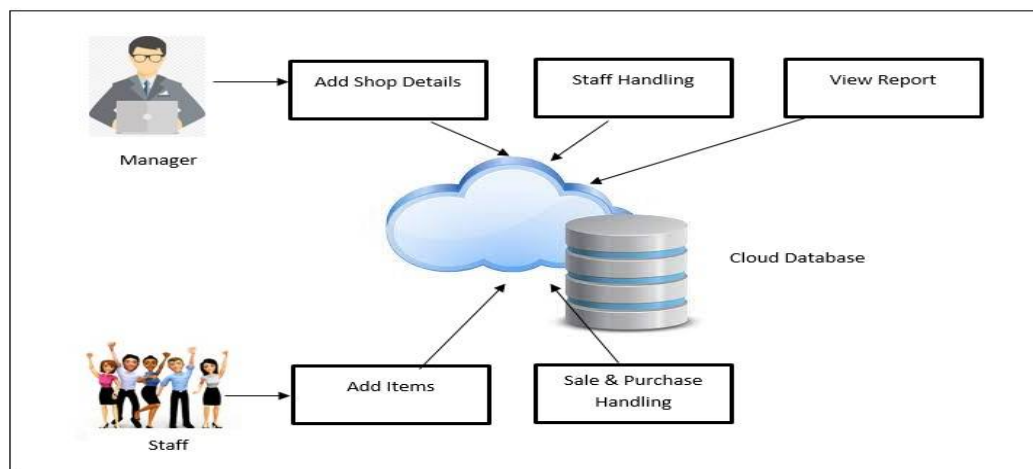 Add Shop Details
Staff Handling
View Report
Manager
Cloud Database
Add Items
Sale & Purchase
Handling
Staff